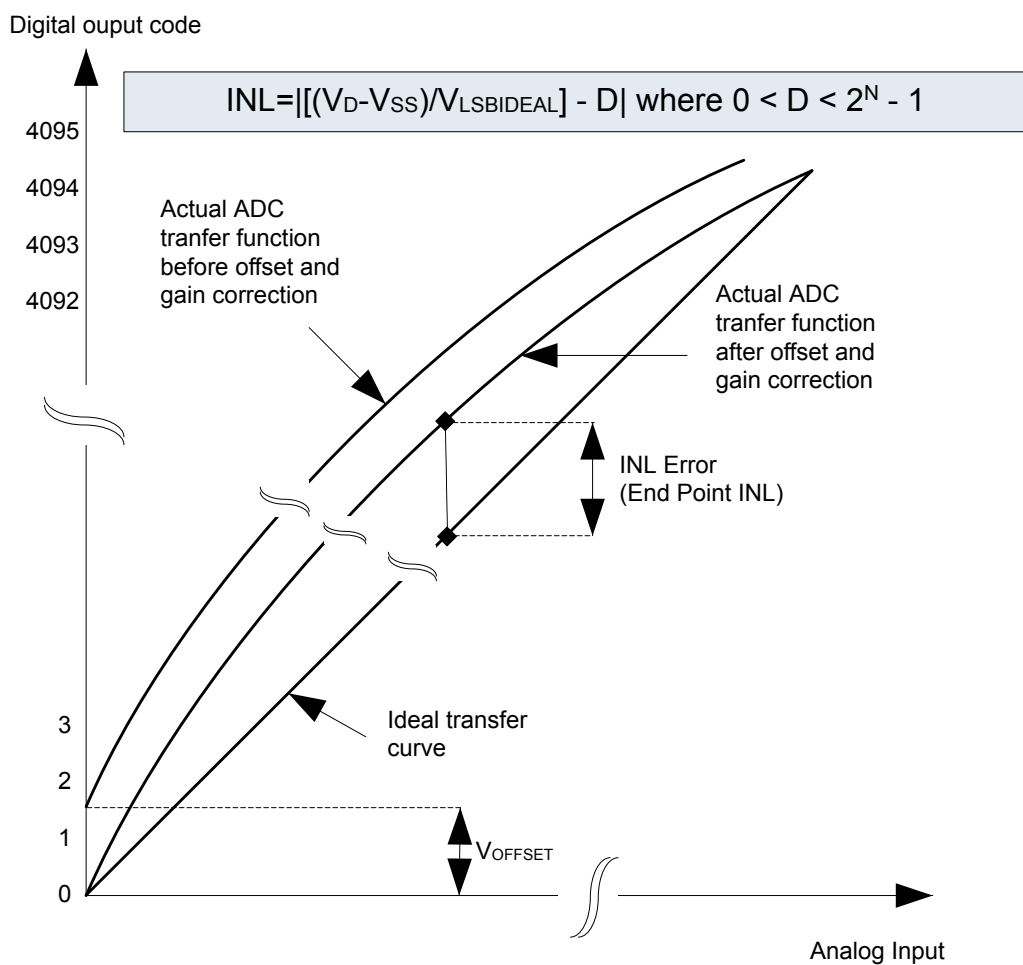 Digital ouput code
INL=|[(VD-VSS)/VLSBIDEAL] - D| where 0 < D < 2^N - 1
4095
4094
4093
4092
Actual ADC
tranfer function
before offset and
gain correction
Actual ADC
tranfer function
after offset and
gain correction
INL Error
(End Point INL)
Ideal transfer
curve
3
2
1
0
VOFFSET
Analog Input